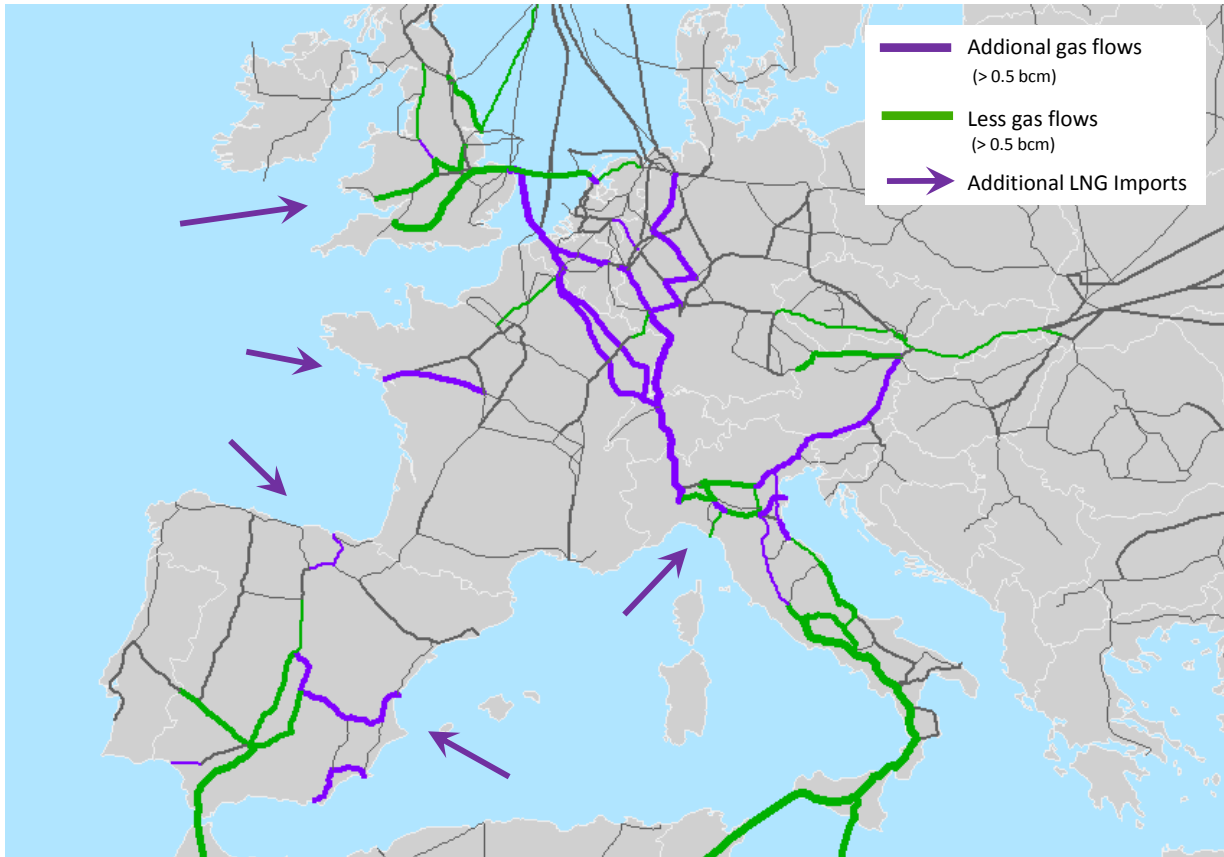 Addional gas flows
(> 0.5 bcm)
Less gas flows
(> 0.5 bcm)
Additional LNG Imports